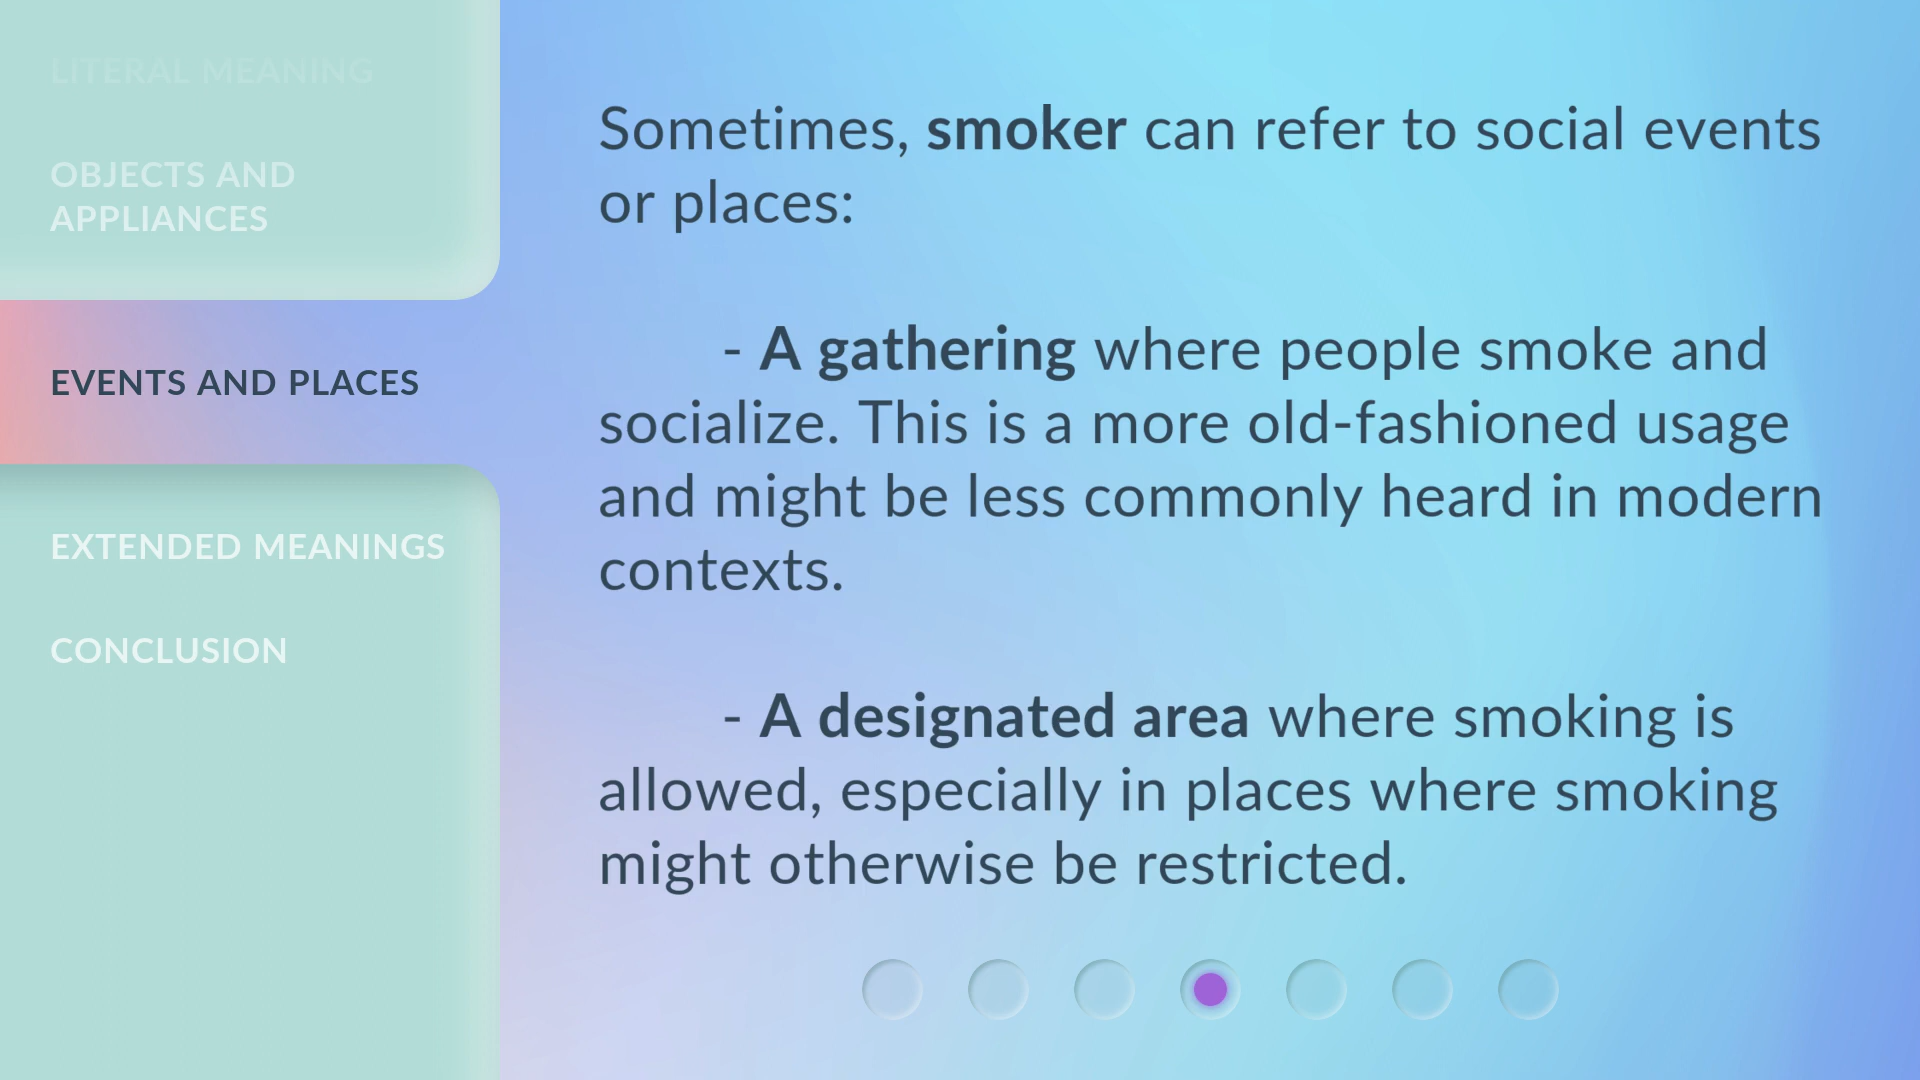 LITERAL MEANING
OBJECTS AND
APPLIANCES
EVENTS AND PLACES
EXTENDED MEANINGS
CONCLUSION
Sometimes, smoker can refer to social events
or places:
- A gathering where people smoke and
socialize. This is a more old-fashioned usage
and might be less commonly heard in modern
contexts.
- A designated area where smoking is
allowed, especially in places where smoking
might otherwise be restricted.